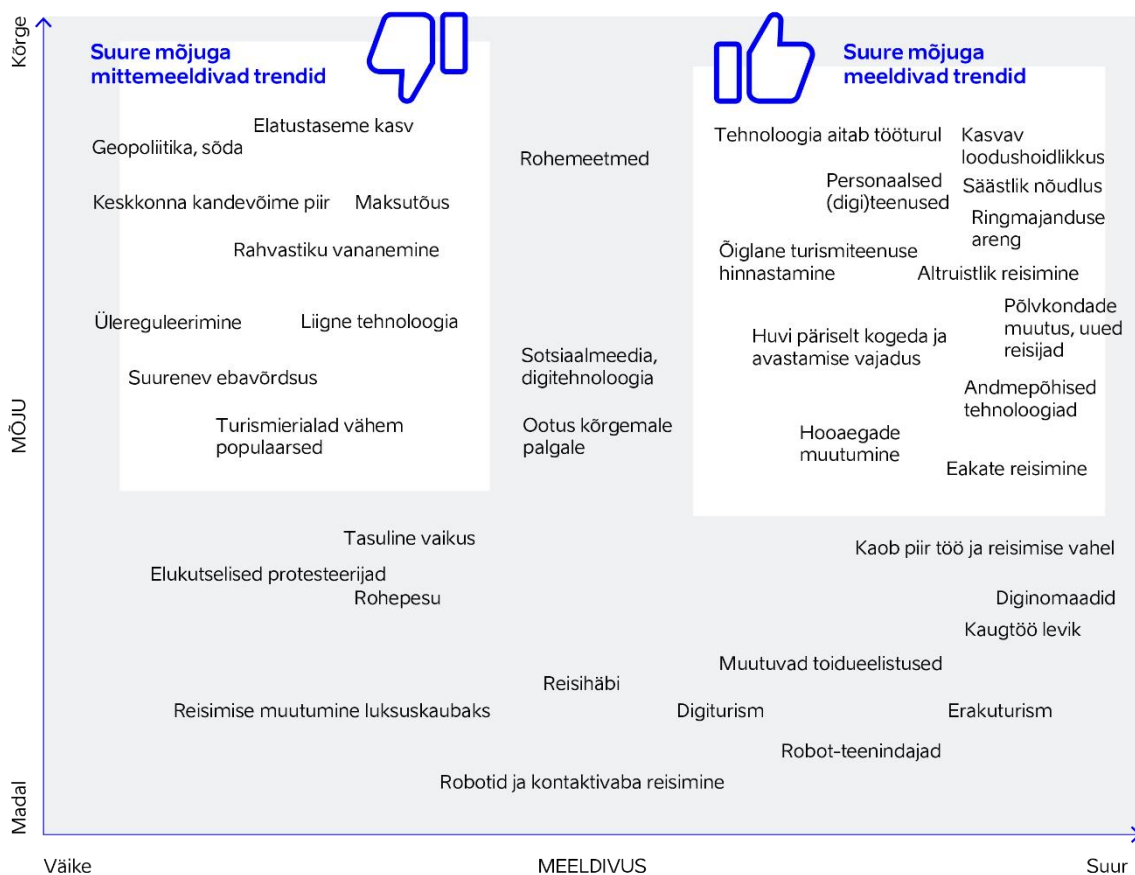 Kõrge
Suure mõjuga
mittemeeldivad trendid
Suure mõjuga
meeldivad trendid
Elatustaseme kasv
Geopoliitika, sõda
Keskkonna kandevõime piir
Maksutõus
Rahvastiku vananemine
Ülereguleerimine
Liigne tehnoloogia
Suurenev ebavõrdsus
Turismierialad vähem
populaarsed
Rohemeetmed
Sotsiaalmeedia,
digitehnoloogia
Ootus kõrgemale
palgale
Tehnoloogia aitab tööturul
Kasvav
loodushoidlikkus
Personaalsed
(digi)teenused
Säästlik nõudlus
Ringmajanduse
areng
Õiglane turismiteenuse
hinnastamine
Altruistlik reisimine
Põlvkondade
muutus, uued
reisijad
Huvi päriselt kogeda ja
avastamise vajadus
Andmepõhised
tehnoloogiad
Hooaegade
muutumine
Eakate reisimine
MÕJU
Tasuline vaikus
Elukutselised protesteerijad
Rohepesu
Kaob piir töö ja reisimise vahel
Diginomaadid
Kaugtöö levik
Muutuvad toidueelistused
Reisihäbi
Reisimise muutumine luksuskaubaks
Digiturism
Erakuturism
Robot-teenindajad
Robotid ja kontaktivaba reisimine
Madal
Väike
MEELDIVUS
Suur